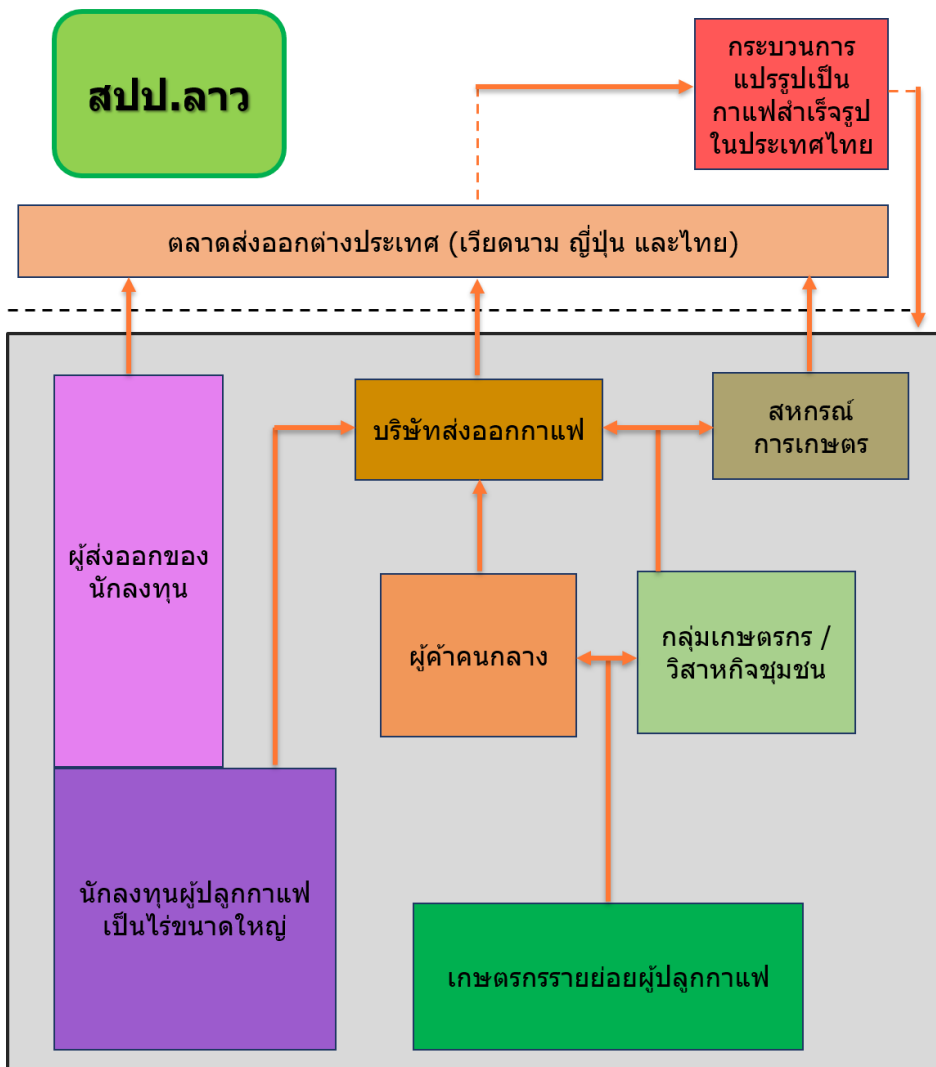 สปป.ลาว
กระบวนการ
แปรรูปเป็น
กาแฟสำเร็จรูป
ในประเทศไทย
ตลาดส่งออกต่างประเทศ (เวียดนาม ญี่ปุ่น และไทย)
บริษัทส่งออกกาแฟ
สหกรณ์
การเกษตร
ผู้ส่งออกของ
นักลงทุน
ผู้ค้าคนกลาง
กลุ่มเกษตรกร /
วิสาหกิจชุมชน
นักลงทุนผู้ปลูกกาแฟ
เป็นไร่ขนาดใหญ่
เกษตรกรรายย่อยผู้ปลูกกาแฟ